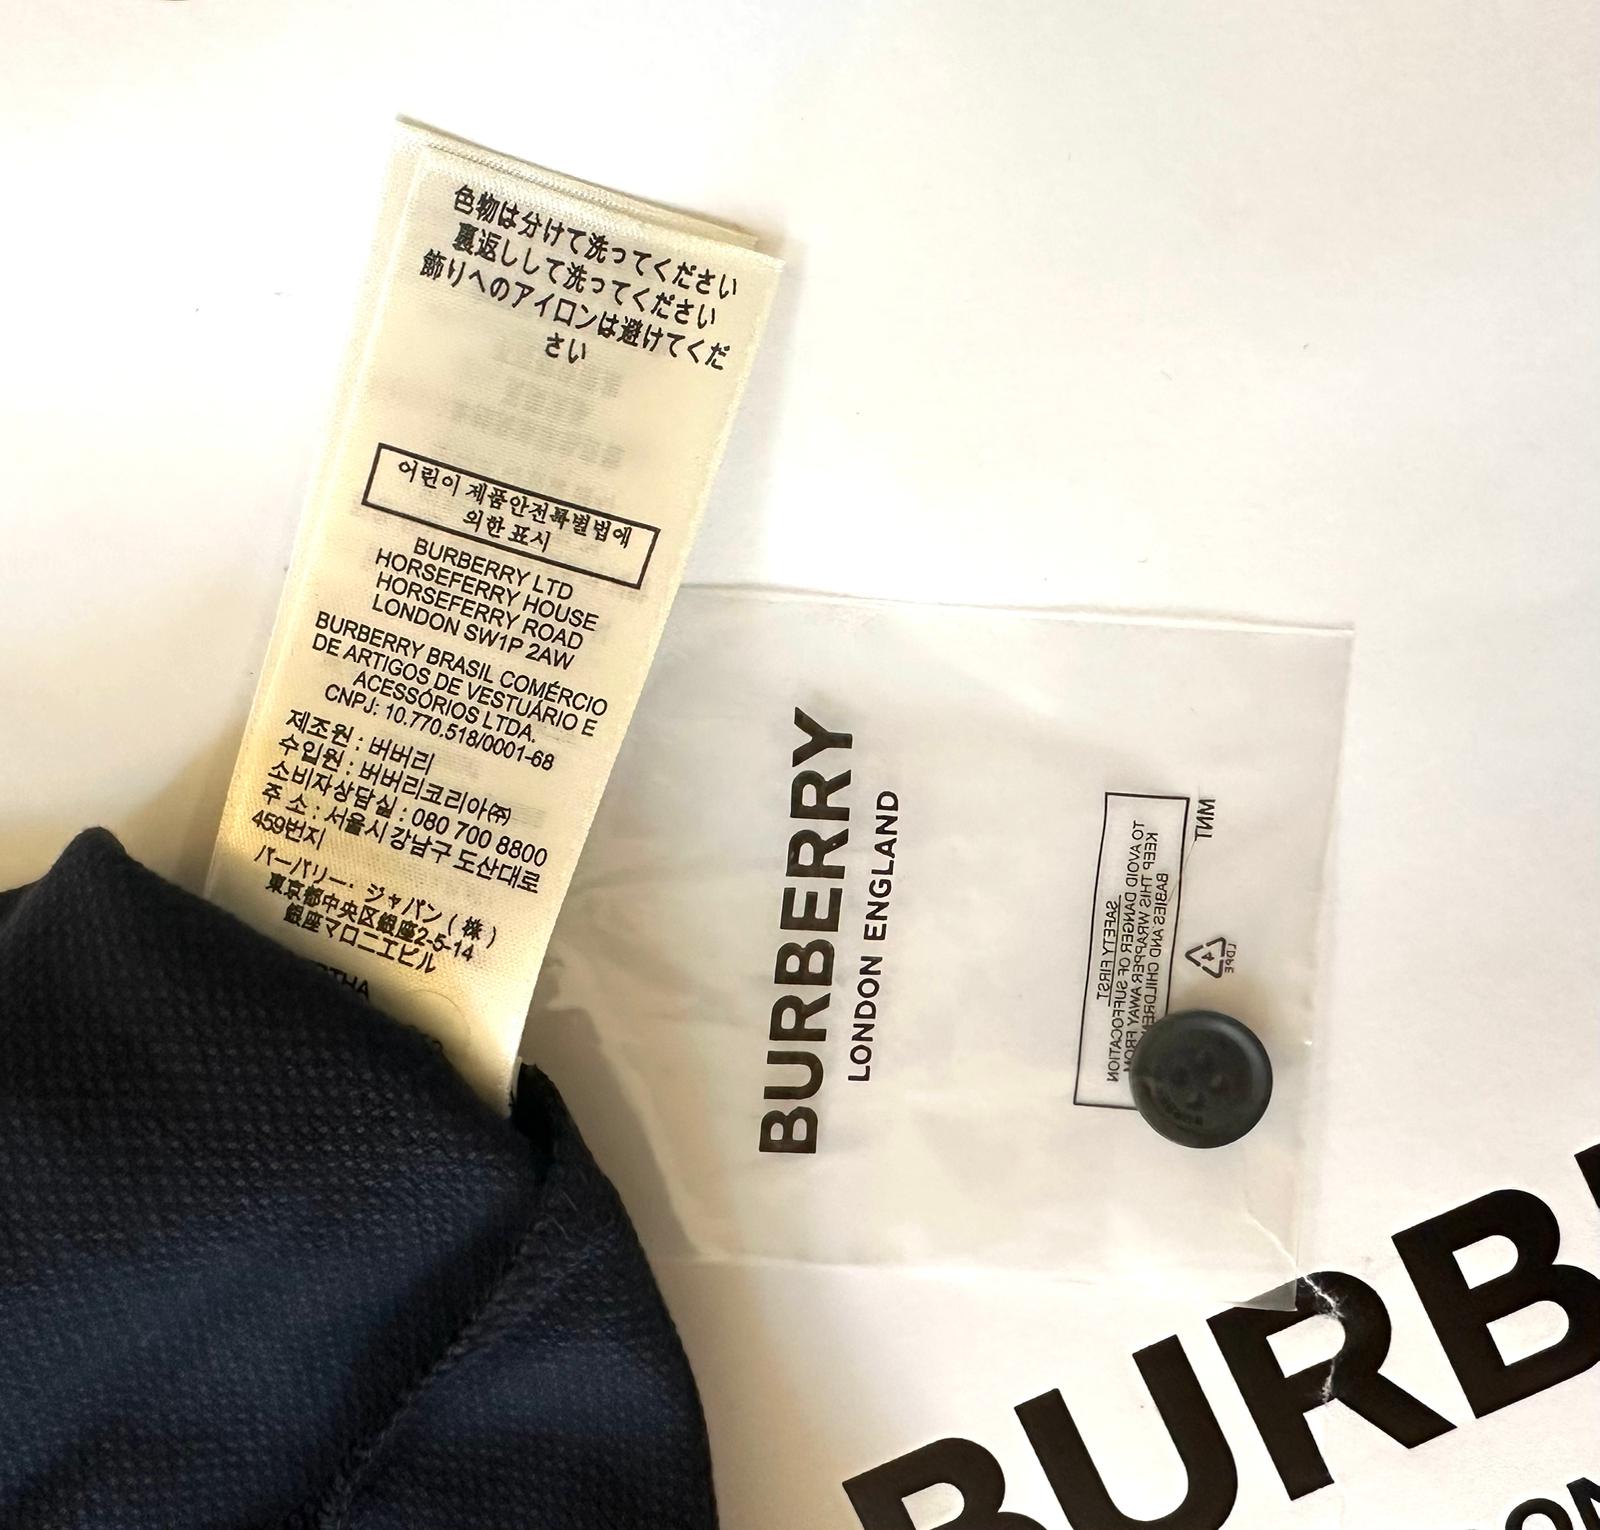 色物は分けて洗ってください
裏返しして洗ってください
飾りへのアイロンは避けてくだ
さい
어린이 제품안전특별법에
의한 표시
BURBERRY LTD
HORSEFERRY HOUSE
HORSEFERRY ROAD
LONDON SW1P 2AW
BURBERRY BRASIL COMÉRCIO
DE ARTIGOS DE VESTUÁRIO E
ACESSÓRIOS LTDA.
CNPJ: 10.770.518/0001-68
제조원 : 버버리
수입원 : 버버리코리아㈜
소비자상담실 : 080 700 8800
주 소 : 서울시 강남구 도산대로
459번지
バーバリー・ジャパン(株)
東京都中央区銀座2-5-14
銀座マロニエビル
BURBERRY
LONDON ENGLAND
SAFETY FIRST
TO AVOID DANGER OF SUFFOCATION
KEEP THIS WRAPPER AWAY FROM
BABIES AND CHILDREN
4
LDPE
BURBE